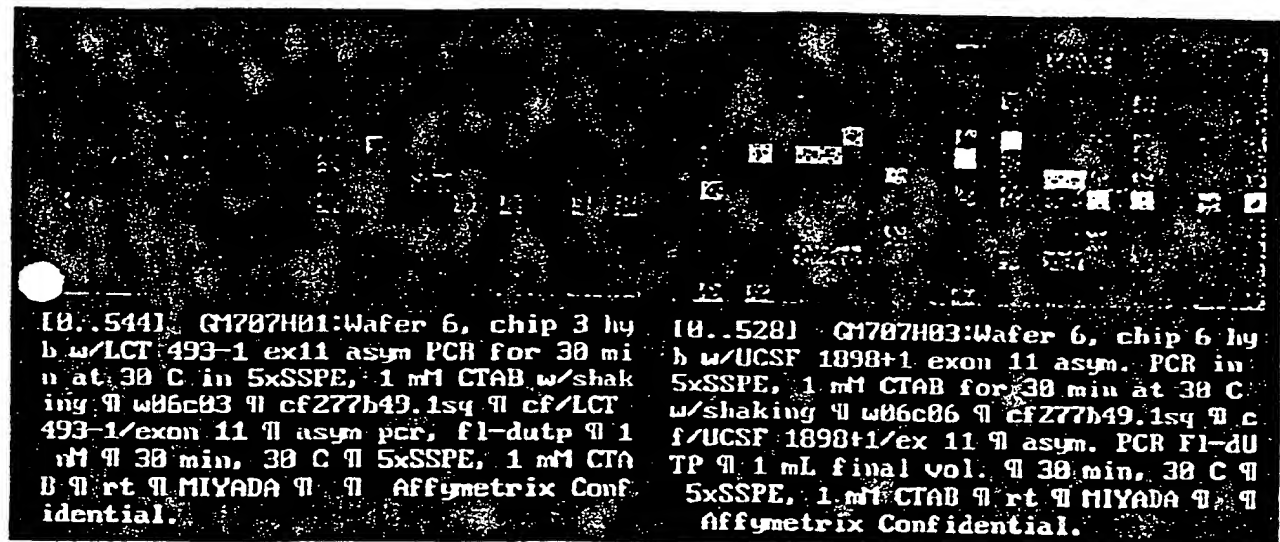 [0..544] GM707H01:Wafer 6, chip 3 hy
b w/LCT 493-1 ex11 asym PCR for 30 mi
n at 30 C in 5xSSPE, 1 mM CTAB w/shak
ing ¶ w06c03 ¶ cf277b49.1sq ¶ cf/LCT
493-1/exon 11 ¶ asym pcr, fl-dutp ¶ 1
nM ¶ 30 min, 30 C ¶ 5xSSPE, 1 mM CTA
B ¶ rt ¶ MIYADA ¶ ¶ Affymetrix Conf
idential.
[0..528] GM707H03:Wafer 6, chip 6 hy
b w/UCSF 1898+1 exon 11 asym. PCR in
5xSSPE, 1 mM CTAB for 30 min at 30 C
w/shaking ¶ w06c06 ¶ cf277b49.1sq ¶ c
f/UCSF 1898+1/ex 11 ¶ asym. PCR Fl-dU
TP ¶ 1 mL final vol. ¶ 30 min, 30 C ¶
5xSSPE, 1 mM CTAB ¶ rt ¶ MIYADA ¶ ¶
Affymetrix Confidential.